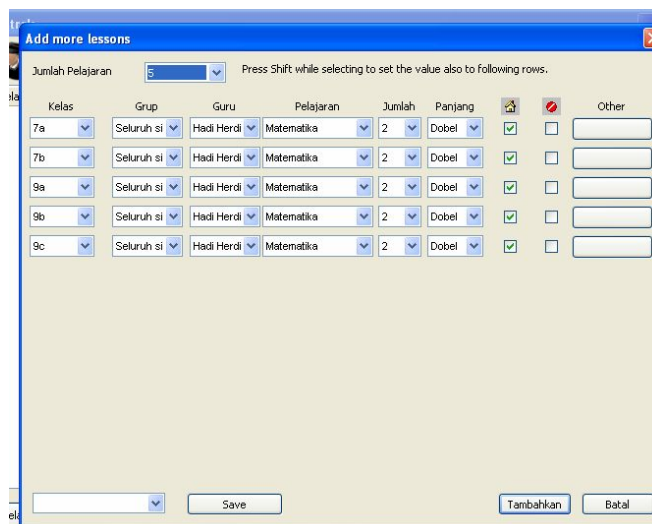 Add more lessons
Jumlah Pelajaran 5 Press Shift while selecting to set the value also to following rows.
Kelas Grup Guru Pelajaran Jumlah Panjang Other
7a Seluruh si Hadi Herdi Matematika 2 Dobel
7b Seluruh si Hadi Herdi Matematika 2 Dobel
9a Seluruh si Hadi Herdi Matematika 2 Dobel
9b Seluruh si Hadi Herdi Matematika 2 Dobel
9c Seluruh si Hadi Herdi Matematika 2 Dobel
Save Tambahkan Batal